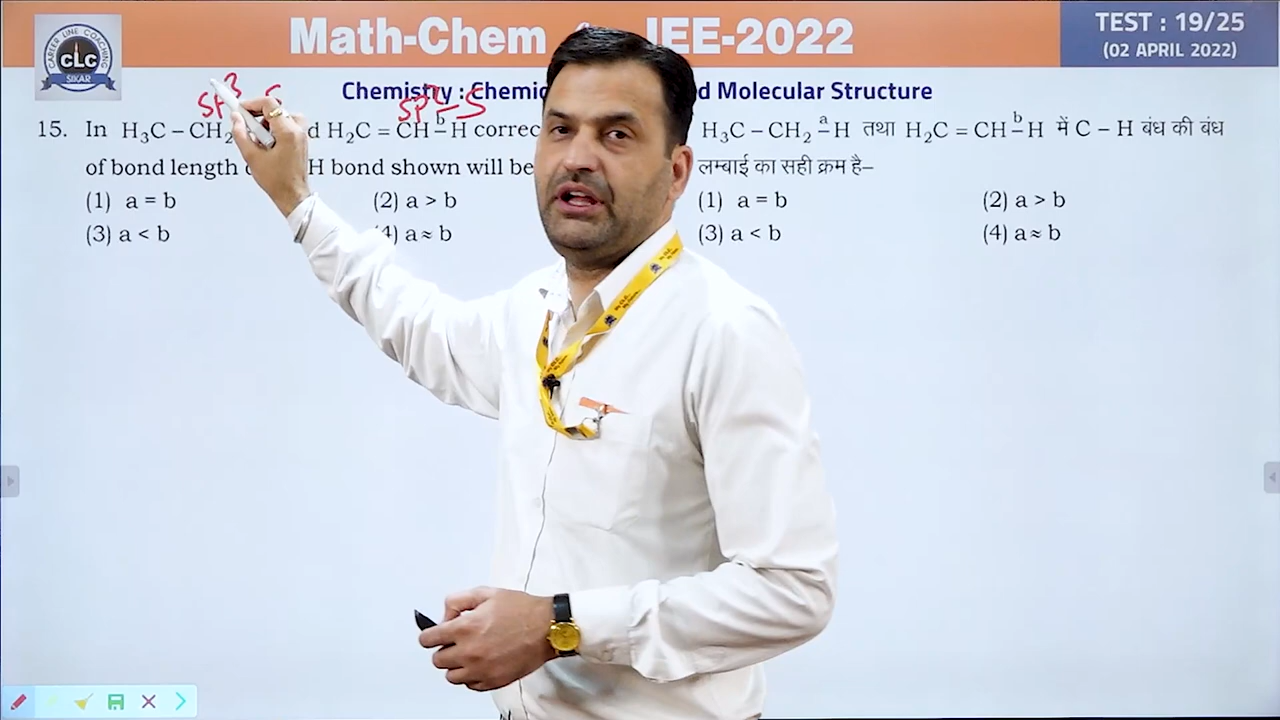 Math-Chem JEE-2022
TEST : 19/25
(02 APRIL 2022)
CAREER LINE COACHING
CLC
SIKAR
Chemistry : Chemic d Molecular Structure
SP³ S
SP²-S
15. In H₃C – CH₂ d H₂C = CH –ᵇ H correc
of bond length H bond shown will be
(1) a = b (2) a > b
(3) a < b (4) a ≈ b
H₃C – CH₂ –ᵃ H तथा H₂C = CH –ᵇ H में C – H बंध की बंध
लम्बाई का सही क्रम है–
(1) a = b (2) a > b
(3) a < b (4) a ≈ b